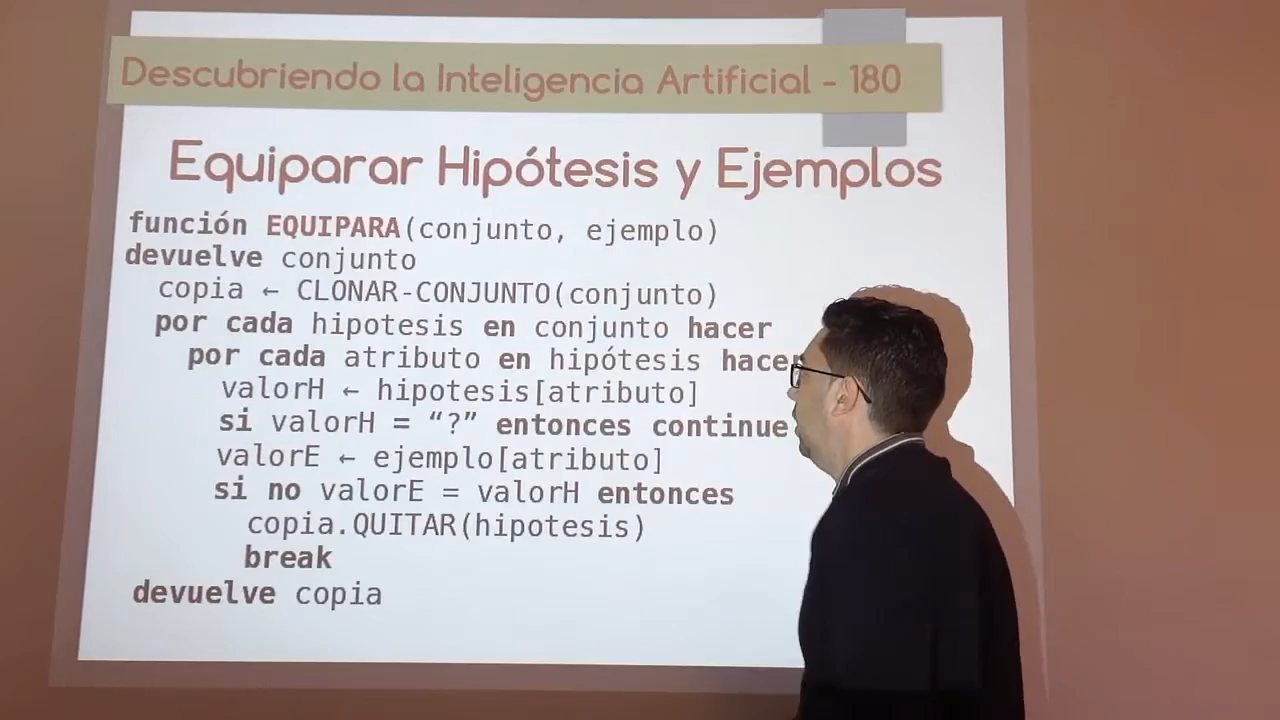 Descubriendo la Inteligencia Artificial - 180
Equiparar Hipótesis y Ejemplos
función EQUIPARA(conjunto, ejemplo)
devuelve conjunto
copia ← CLONAR-CONJUNTO(conjunto)
por cada hipotesis en conjunto hacer
por cada atributo en hipótesis hacer
valorH ← hipotesis[atributo]
si valorH = “?” entonces continue
valorE ← ejemplo[atributo]
si no valorE = valorH entonces
copia.QUITAR(hipotesis)
break
devuelve copia